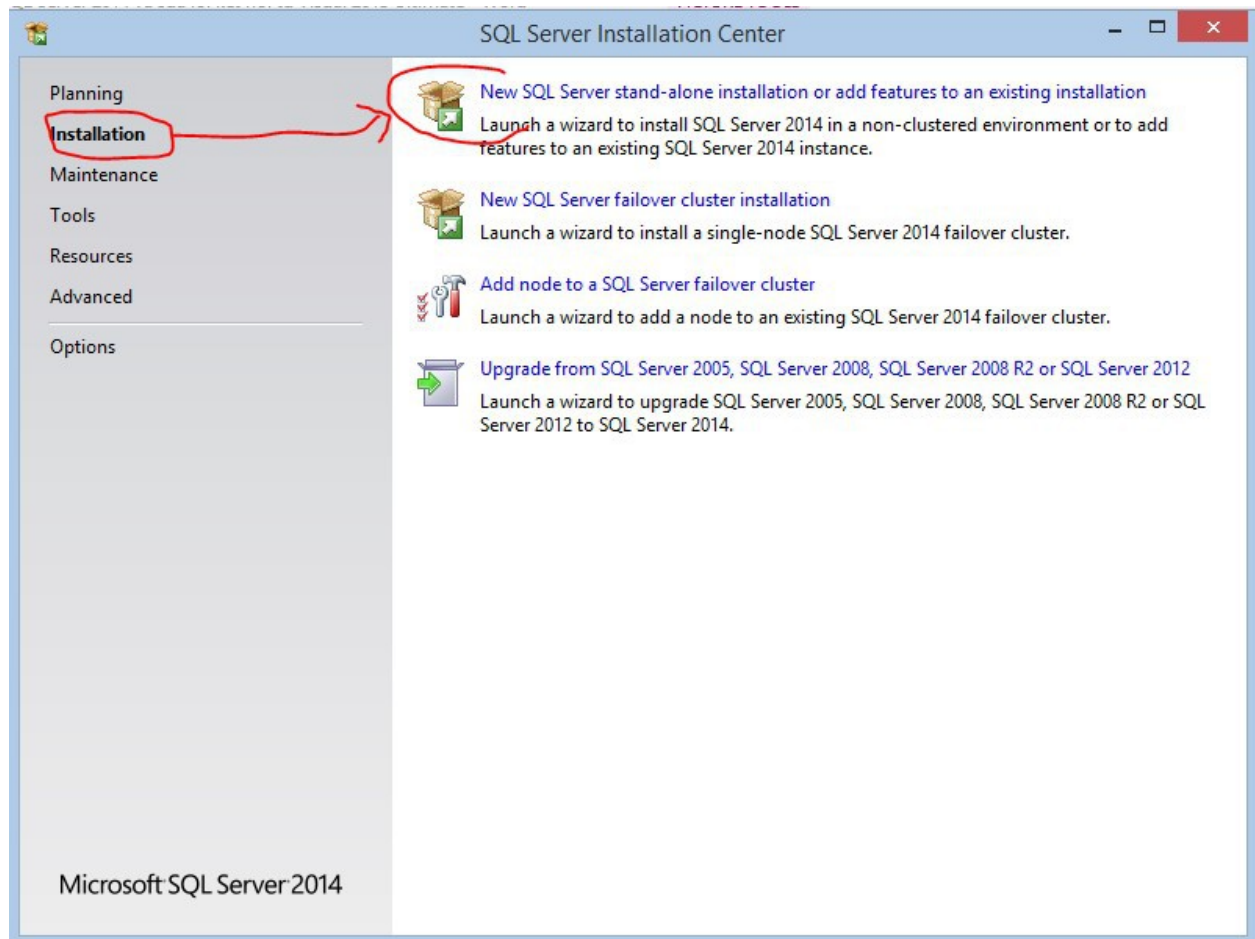 SQL Server Installation Center
Planning
Installation
Maintenance
Tools
Resources
Advanced
Options
New SQL Server stand-alone installation or add features to an existing installation
Launch a wizard to install SQL Server 2014 in a non-clustered environment or to add
features to an existing SQL Server 2014 instance.
New SQL Server failover cluster installation
Launch a wizard to install a single-node SQL Server 2014 failover cluster.
Add node to a SQL Server failover cluster
Launch a wizard to add a node to an existing SQL Server 2014 failover cluster.
Upgrade from SQL Server 2005, SQL Server 2008, SQL Server 2008 R2 or SQL Server 2012
Launch a wizard to upgrade SQL Server 2005, SQL Server 2008, SQL Server 2008 R2 or SQL
Server 2012 to SQL Server 2014.
Microsoft SQL Server 2014